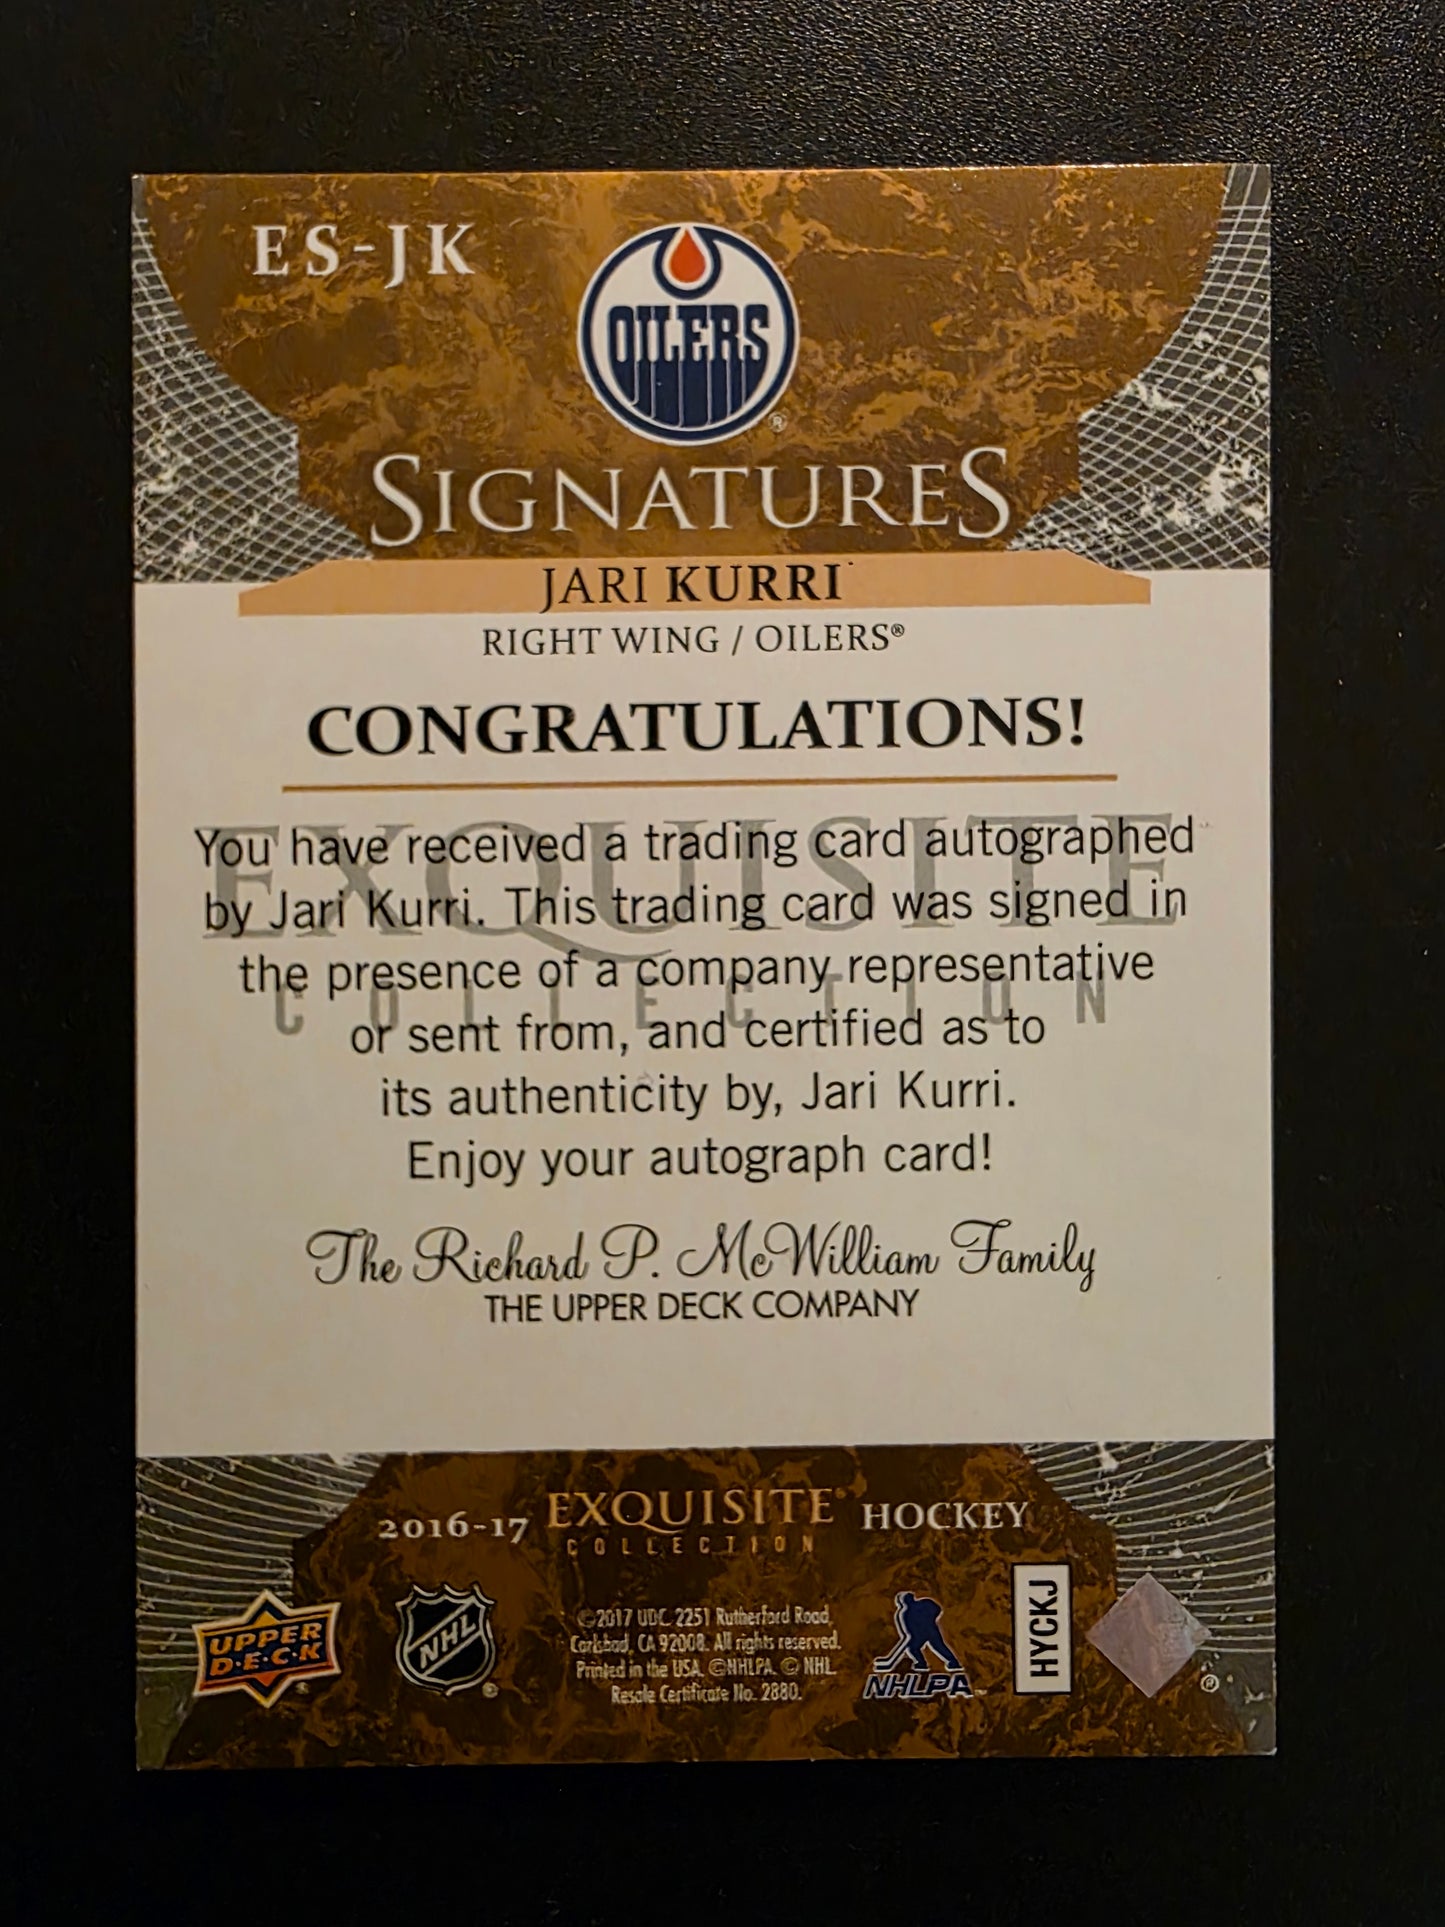 ES-JK
OILERS
®
SIGNATURES
JARI KURRI
RIGHT WING / OILERS®
CONGRATULATIONS!
EXQUISITE
COLLECTION
You have received a trading card autographed
by Jari Kurri. This trading card was signed in
the presence of a company representative
or sent from, and certified as to
its authenticity by, Jari Kurri.
Enjoy your autograph card!
The Richard P. McWilliam Family
THE UPPER DECK COMPANY
2016-17 EXQUISITE® HOCKEY
COLLECTION
UPPER
D·E·C·K
®
NHL
®
©2017 UDC 2251 Rutherford Road,
Carlsbad, CA 92008. All rights reserved.
Printed in the USA. ©NHLPA. © NHL.
Resale Certificate No. 2880.
NHLPA™
HYCKJ
®